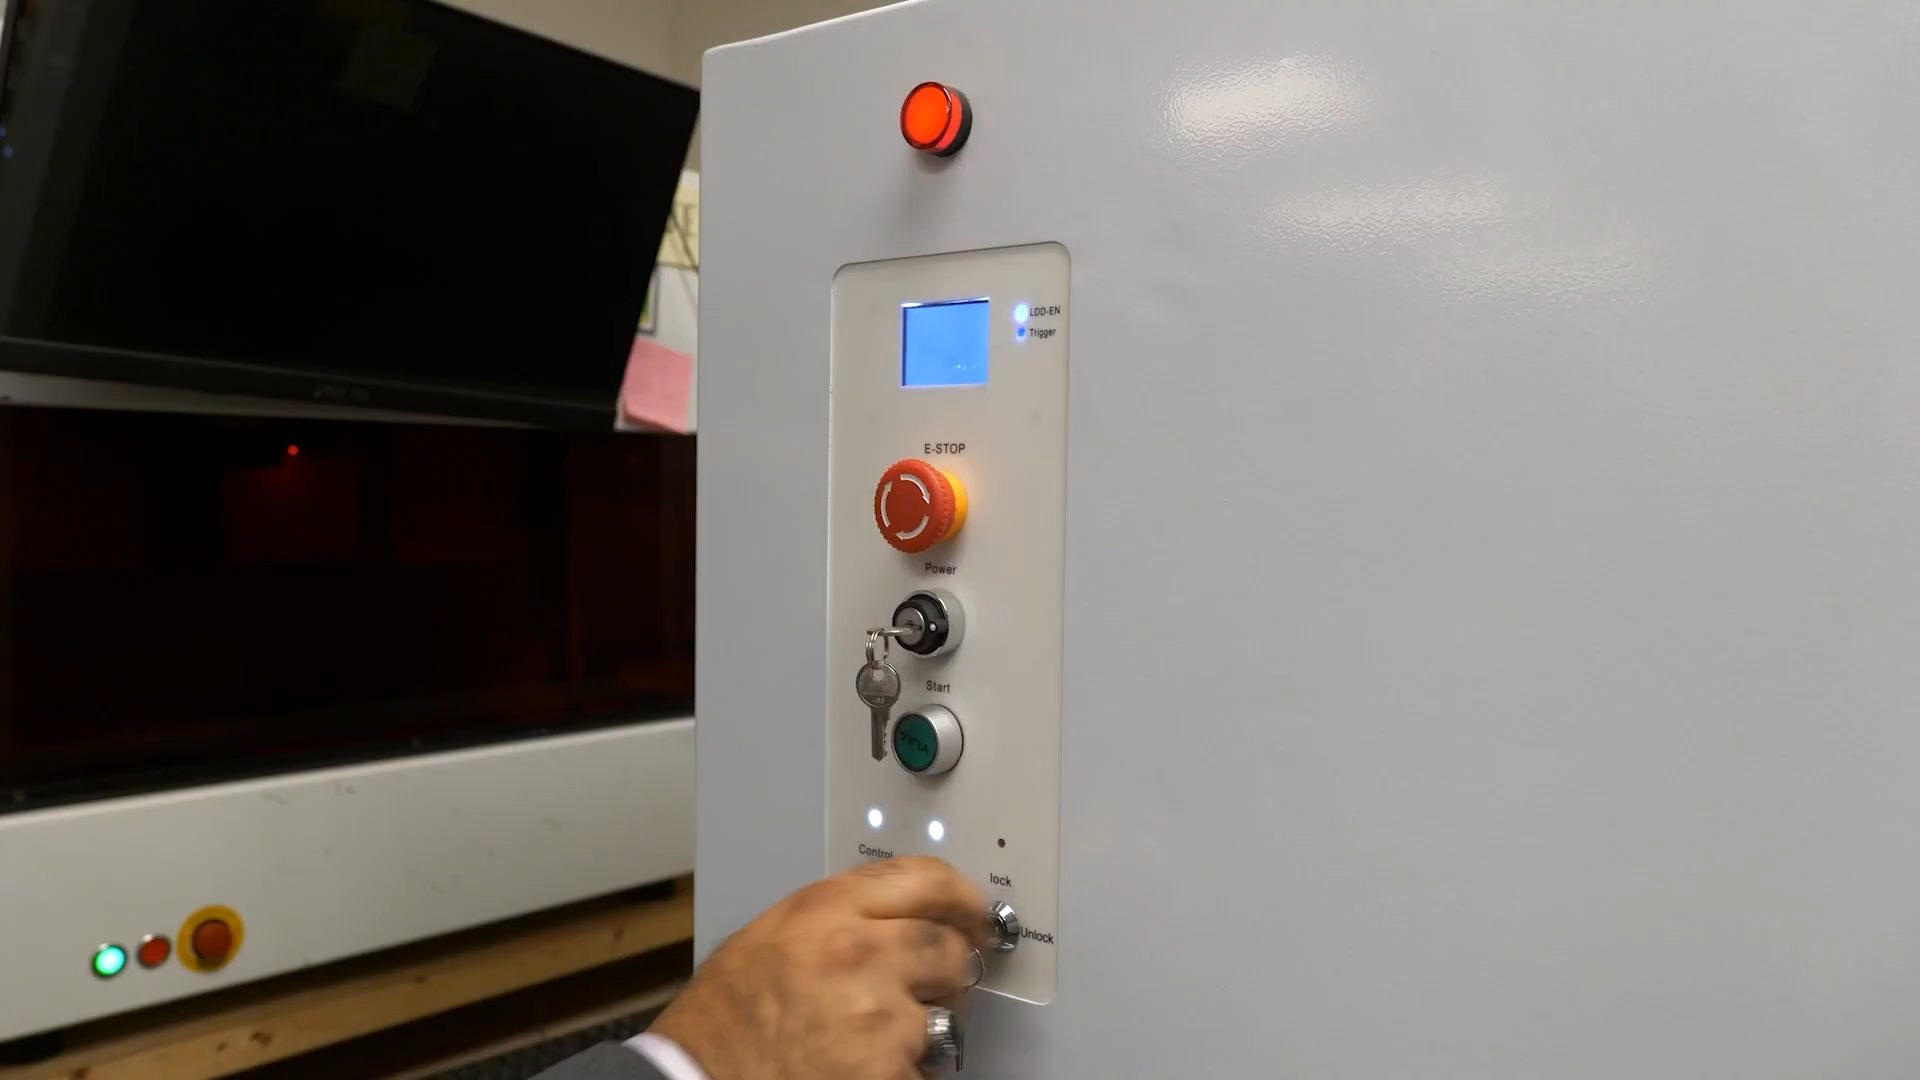 LDD-EN
Trigger
E-STOP
Power
Start
Control
lock
Unlock